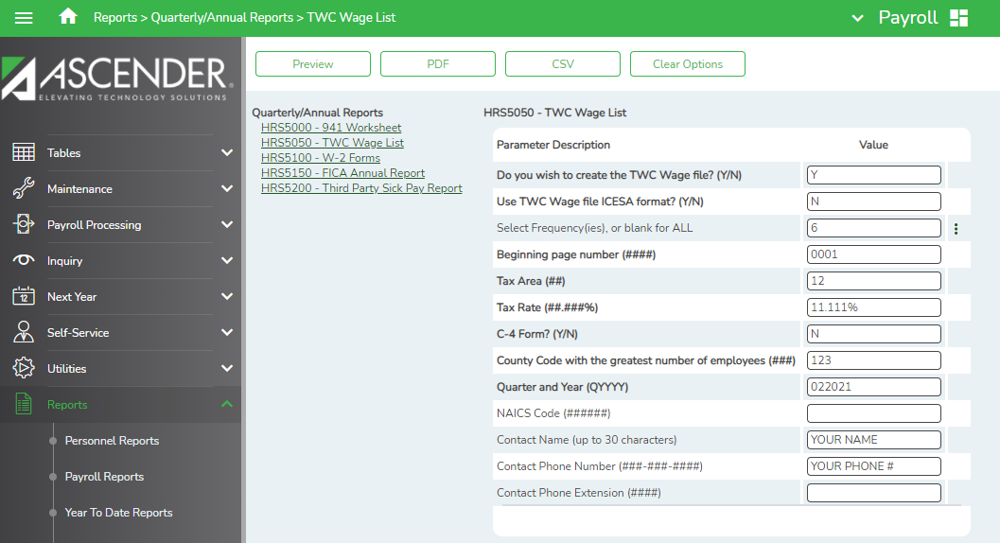 Reports > Quarterly/Annual Reports > TWC Wage List
Payroll
ASCENDER®
ELEVATING TECHNOLOGY SOLUTIONS
Tables
Maintenance
Payroll Processing
Inquiry
12
Next Year
Self-Service
Utilities
Reports
Personnel Reports
Payroll Reports
Year To Date Reports
Preview
PDF
CSV
Clear Options
Quarterly/Annual Reports
HRS5000 - 941 Worksheet
HRS5050 - TWC Wage List
HRS5100 - W-2 Forms
HRS5150 - FICA Annual Report
HRS5200 - Third Party Sick Pay Report
HRS5050 - TWC Wage List
Parameter Description Value
Do you wish to create the TWC Wage file? (Y/N) Y
Use TWC Wage file ICESA format? (Y/N) N
Select Frequency(ies), or blank for ALL 6
Beginning page number (####) 0001
Tax Area (##) 12
Tax Rate (##.###%) 11.111%
C-4 Form? (Y/N) N
County Code with the greatest number of employees (###) 123
Quarter and Year (QYYYY) 022021
NAICS Code (######)
Contact Name (up to 30 characters) YOUR NAME
Contact Phone Number (###-###-####) YOUR PHONE #
Contact Phone Extension (####)